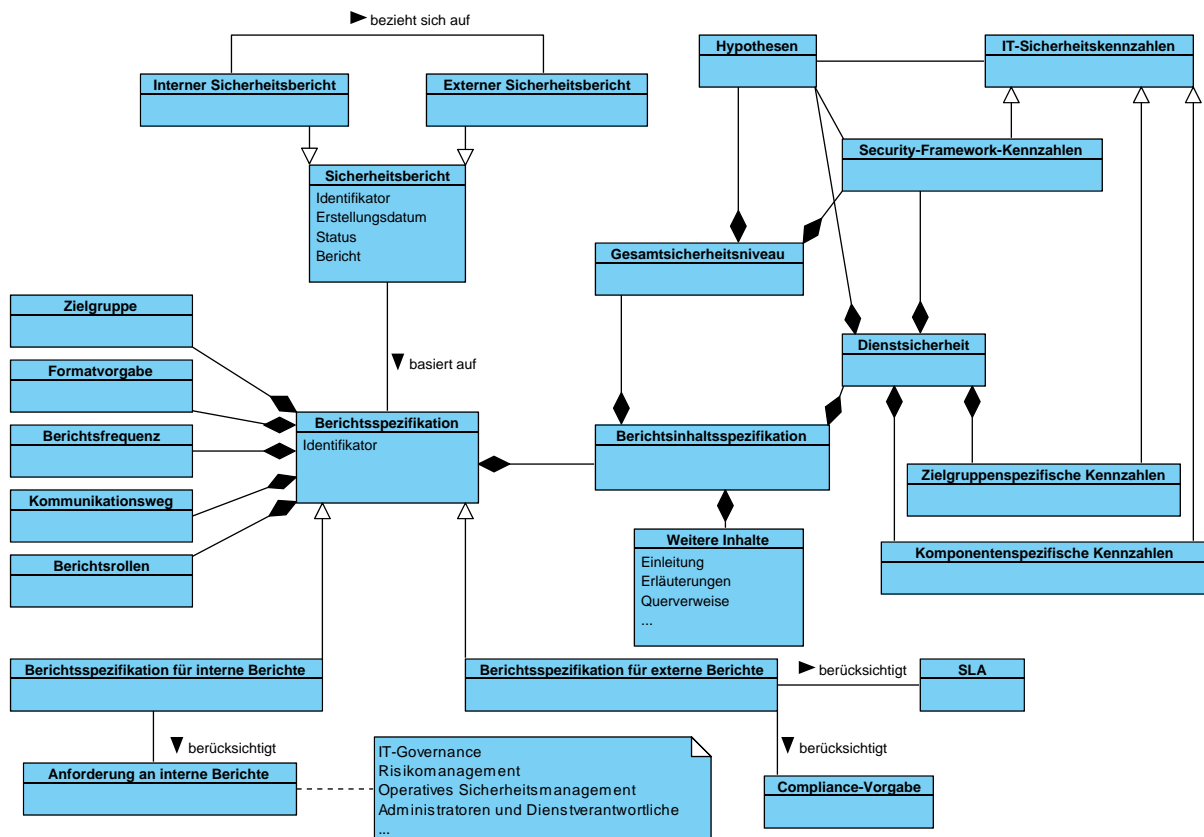 bezieht sich auf
Hypothesen
IT-Sicherheitskennzahlen
Interner Sicherheitsbericht
Externer Sicherheitsbericht
Security-Framework-Kennzahlen
Sicherheitsbericht
Identifikator
Erstellungsdatum
Status
Bericht
Gesamtsicherheitsniveau
Zielgruppe
Dienstsicherheit
basiert auf
Formatvorgabe
Berichtsspezifikation
Identifikator
Berichtsinhaltsspezifikation
Berichtsfrequenz
Zielgruppenspezifische Kennzahlen
Kommunikationsweg
Weitere Inhalte
Einleitung
Erläuterungen
Querverweise
...
Komponentenspezifische Kennzahlen
Berichtsrollen
Berichtsspezifikation für interne Berichte
Berichtsspezifikation für externe Berichte
berücksichtigt
SLA
berücksichtigt
berücksichtigt
Anforderung an interne Berichte
IT-Governance
Risikomanagement
Operatives Sicherheitsmanagement
Administratoren und Dienstverantwortliche
...
Compliance-Vorgabe